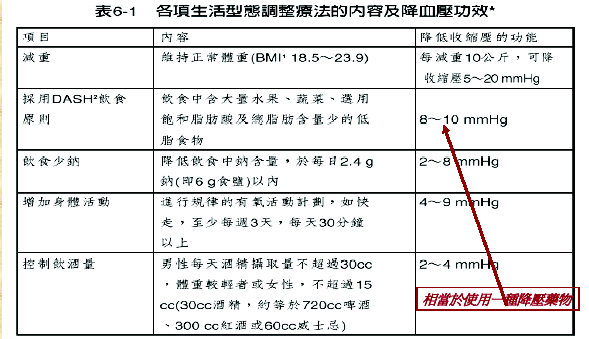 表6-1 各項生活型態調整療法的內容及降血壓功效*
項目 內容 降低收縮壓的功能
減重 維持正常體重(BMI¹ 18.5～23.9) 每減重10公斤，可降
收縮壓5～20 mmHg
採用DASH²飲食 飲食中含大量水果、蔬菜、選用
原則 飽和脂肪酸及總脂肪含量少的低 8～10 mmHg
脂食物
飲食少鈉 降低飲食中鈉含量，於每日2.4 g 2～8 mmHg
鈉(即6 g食鹽)以內
增加身體活動 進行規律的有氧活動計劃，如快 4～9 mmHg
走，至少每週3天，每天30分鐘
以上
控制飲酒量 男性每天酒精攝取量不超過30cc 2～4 mmHg
，體重較輕者或女性，不超過15
cc(30cc酒精，約等於720cc啤酒
、300 cc紅酒或60cc威士忌)
相當於使用一種降壓藥物